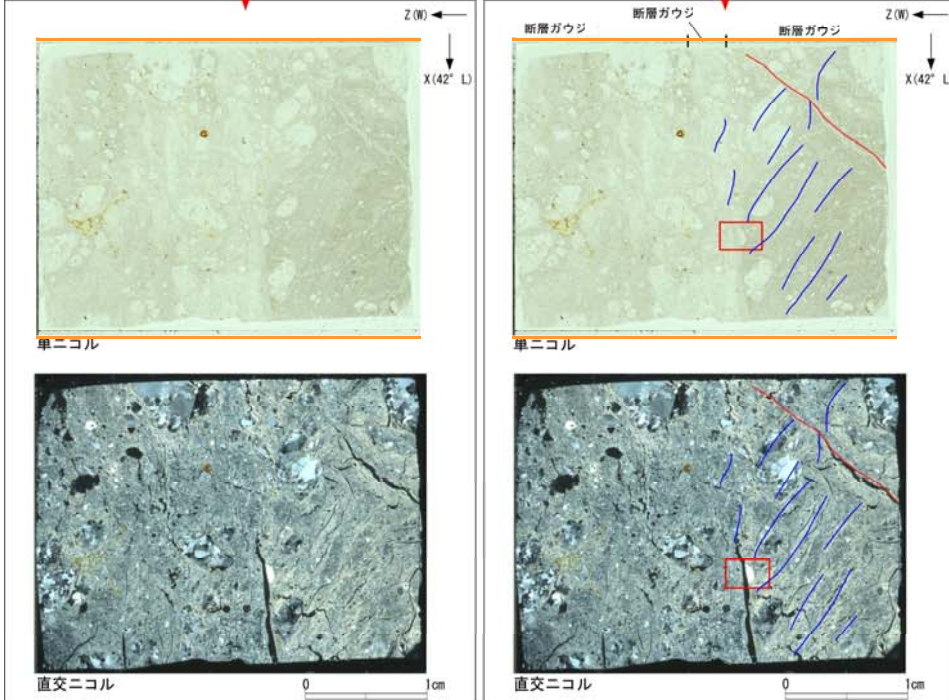 Z(W)
X(42° L)
単ニコル
直交ニコル
0 1cm
断層ガウジ
断層ガウジ
断層ガウジ
Z(W)
X(42° L
単ニコル
直交ニコル
0 1cm